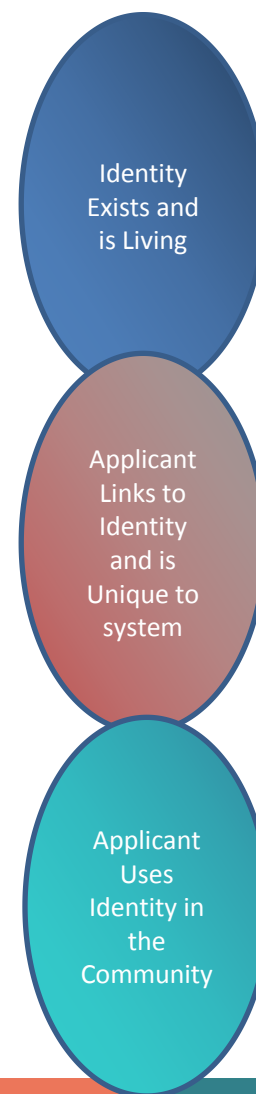 Identity
Exists and
is Living
Applicant
Links to
Identity
and is
Unique to
system
Applicant
Uses
Identity in
the
Community